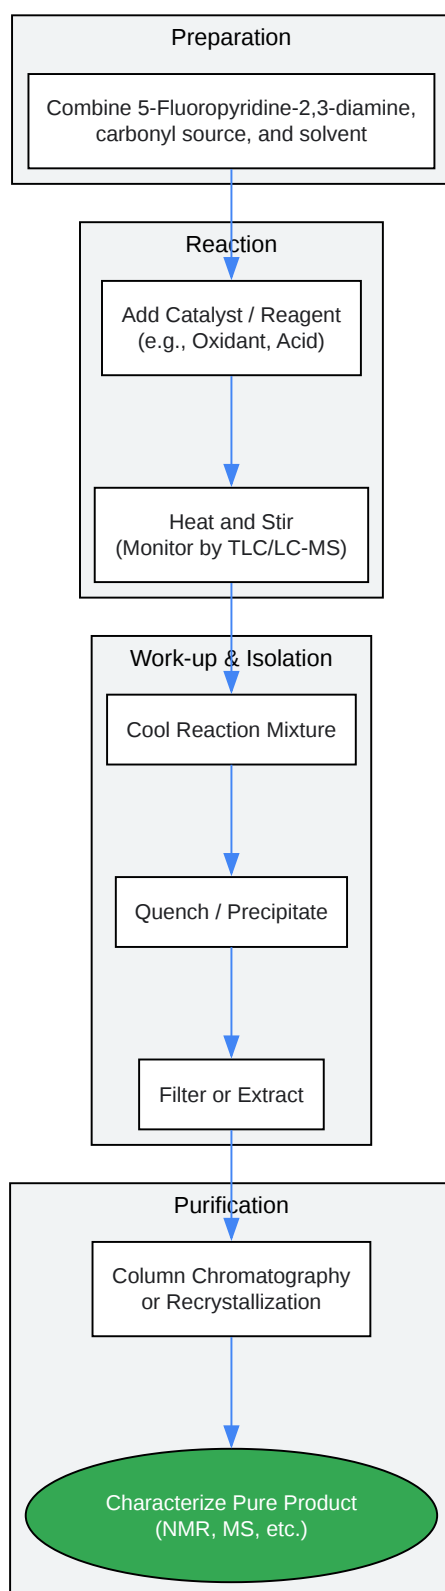 Preparation
Combine 5-Fluoropyridine-2,3-diamine,
carbonyl source, and solvent
Reaction
Add Catalyst / Reagent
(e.g., Oxidant, Acid)
Heat and Stir
(Monitor by TLC/LC-MS)
Work-up & Isolation
Cool Reaction Mixture
Quench / Precipitate
Filter or Extract
Purification
Column Chromatography
or Recrystallization
Characterize Pure Product
(NMR, MS, etc.)